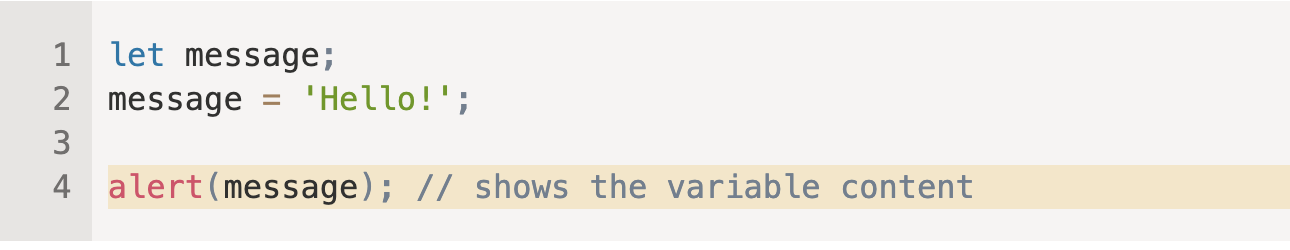 1 let message;
2 message = 'Hello!';
3
4 alert(message); // shows the variable content